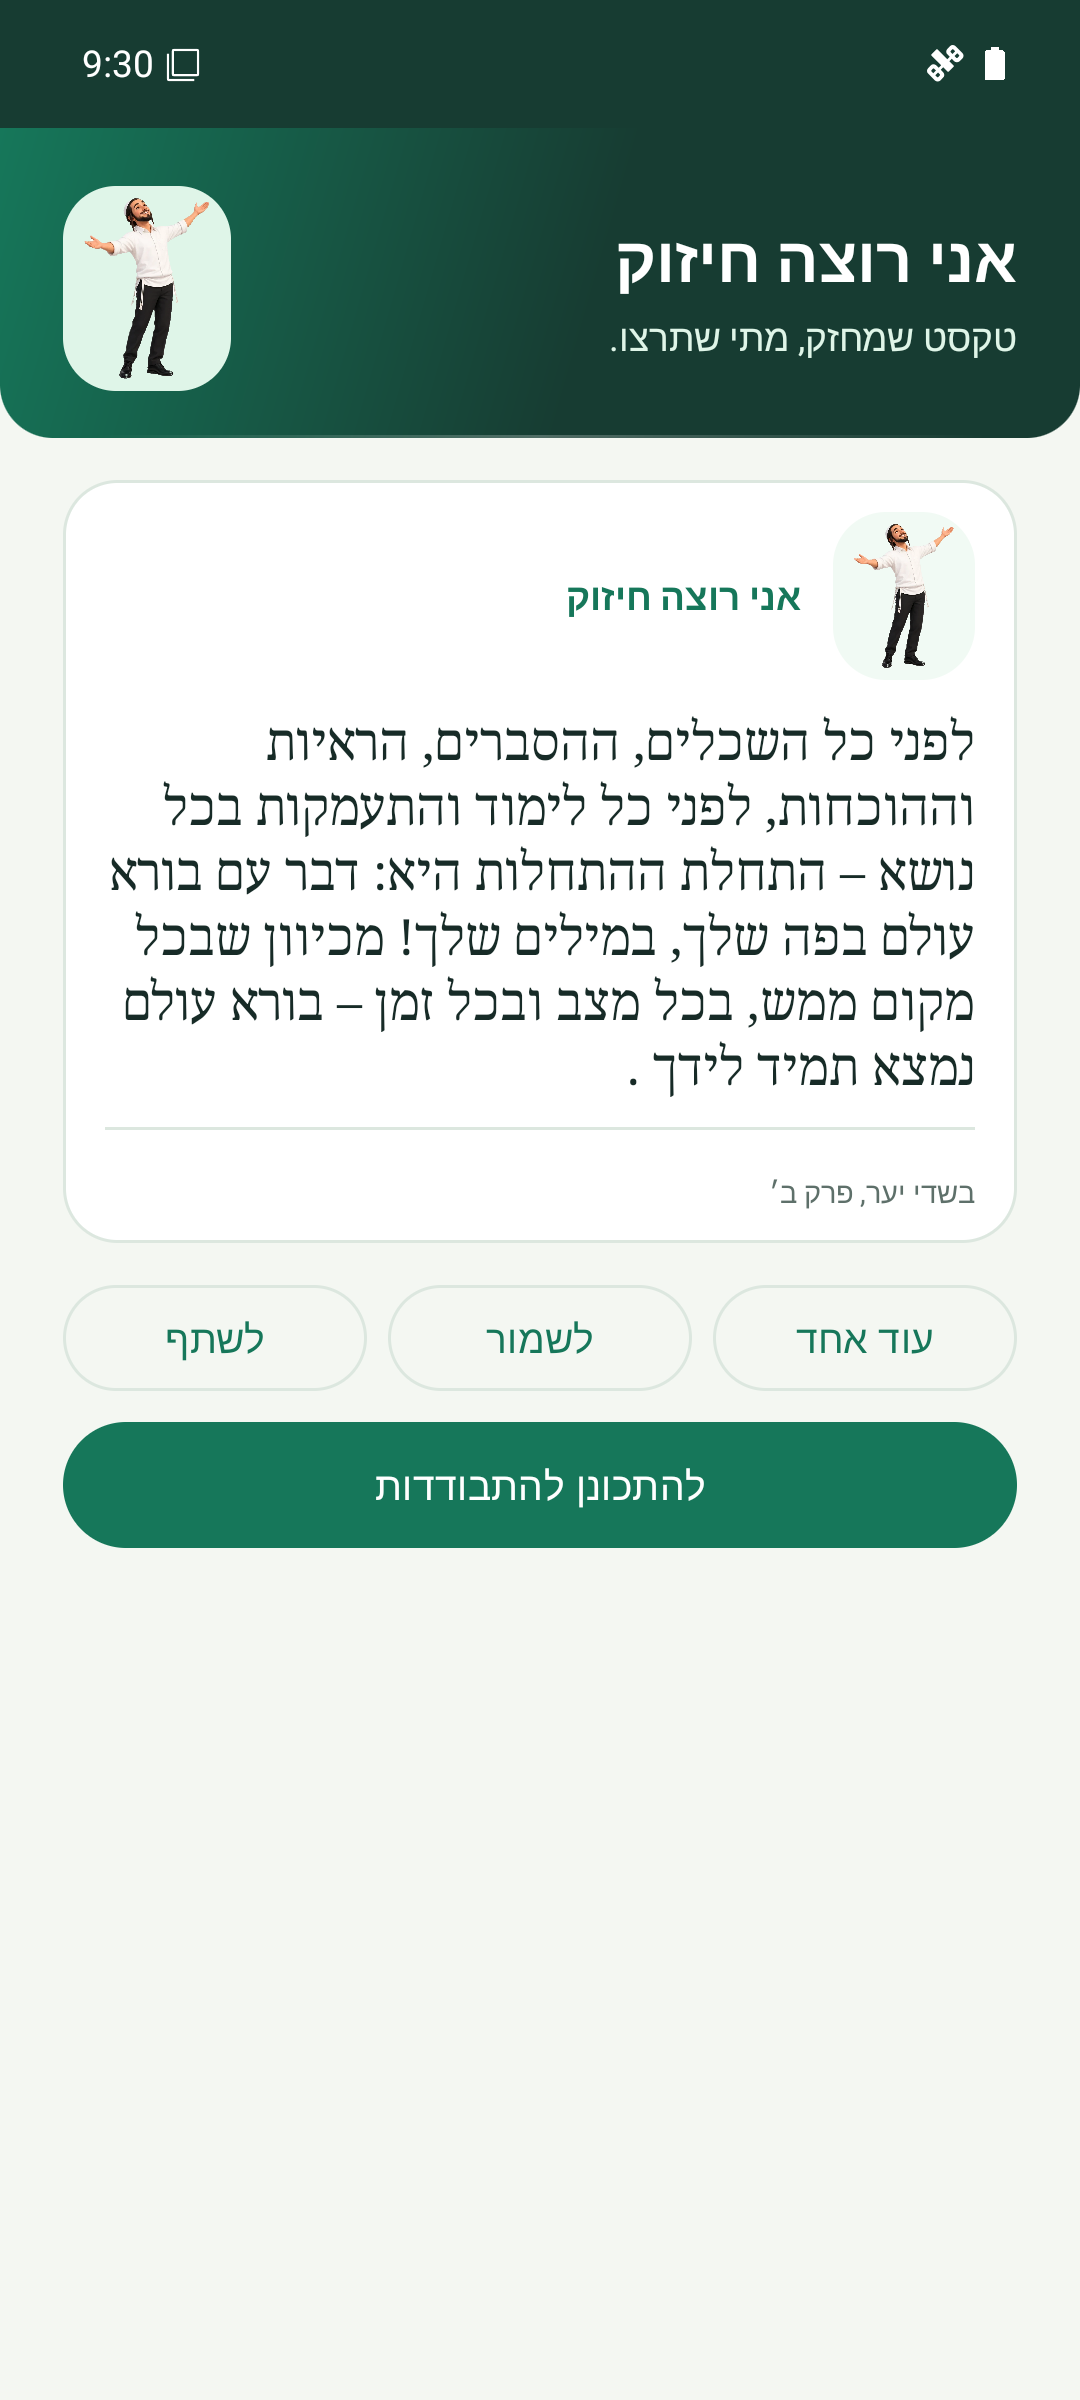 9:30
אני רוצה חיזוק
טקסט שמחזק, מתי שתרצו.
אני רוצה חיזוק
לפני כל השכלים, ההסברים, הראיות
וההוכחות, לפני כל לימוד והתעמקות בכל
נושא – התחלת ההתחלות היא: דבר עם בורא
עולם בפה שלך, במילים שלך! מכיוון שבכל
מקום ממש, בכל מצב ובכל זמן – בורא עולם
נמצא תמיד לידך .
בשדי יער, פרק ב׳
עוד אחד
לשמור
לשתף
להתכונן להתבודדות